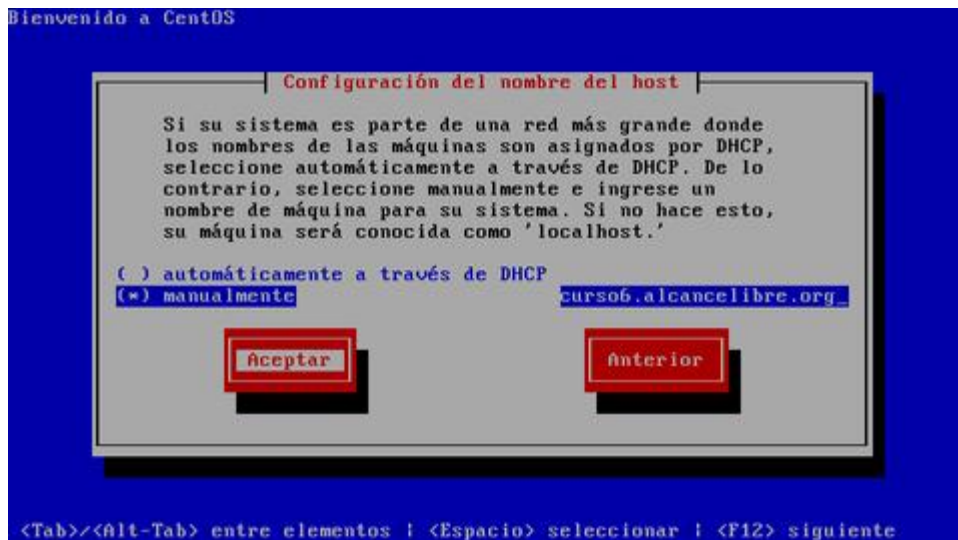 Bienvenido a CentOS
Configuración del nombre del host
Si su sistema es parte de una red más grande donde
los nombres de las máquinas son asignados por DHCP,
seleccione automáticamente a través de DHCP. De lo
contrario, seleccione manualmente e ingrese un
nombre de máquina para su sistema. Si no hace esto,
su máquina será conocida como 'localhost.'
( ) automáticamente a través de DHCP
(*) manualmente curso6.alcancelibre.org_
Aceptar Anterior
<Tab>/<Alt-Tab> entre elementos | <Espacio> seleccionar | <F12> siguiente